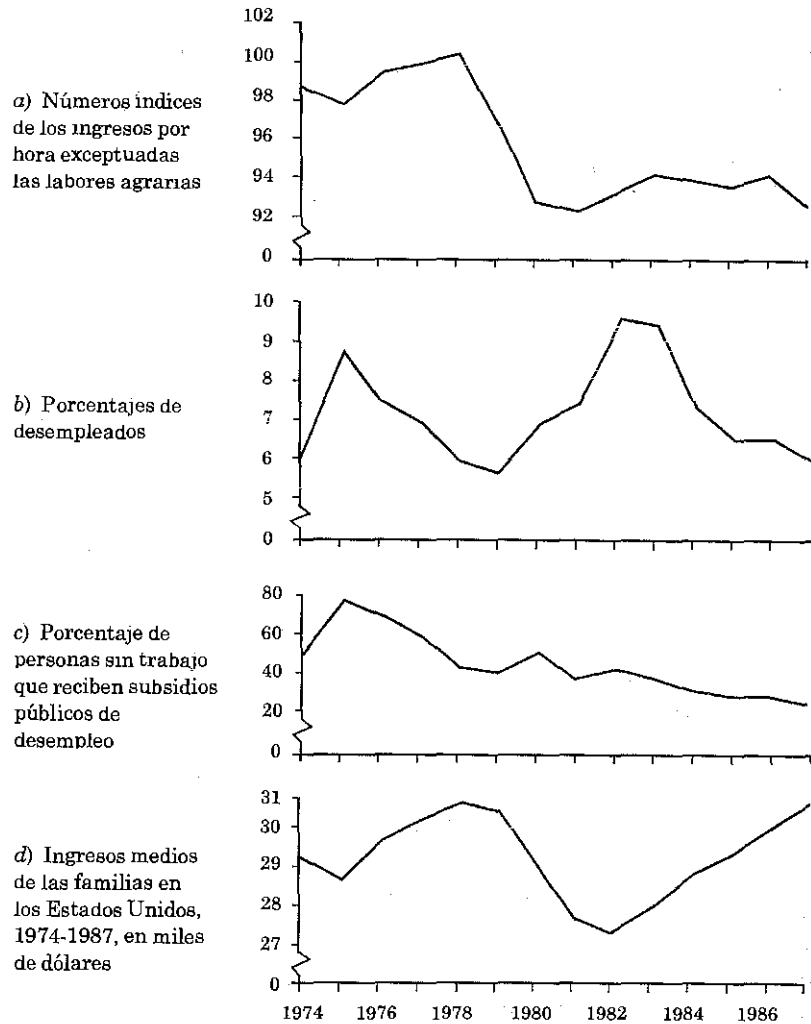 102
100
98
96
94
92
0
a) Números índices
de los ingresos por
hora exceptuadas
las labores agrarias
10
9
8
7
6
5
0
b) Porcentajes de
desempleados
80
60
40
20
0
c) Porcentaje de
personas sin trabajo
que reciben subsidios
públicos de
desempleo
31
30
29
28
27
0
d) Ingresos medios
de las familias en
los Estados Unidos,
1974-1987, en miles
de dólares
1974 1976 1978 1980 1982 1984 1986